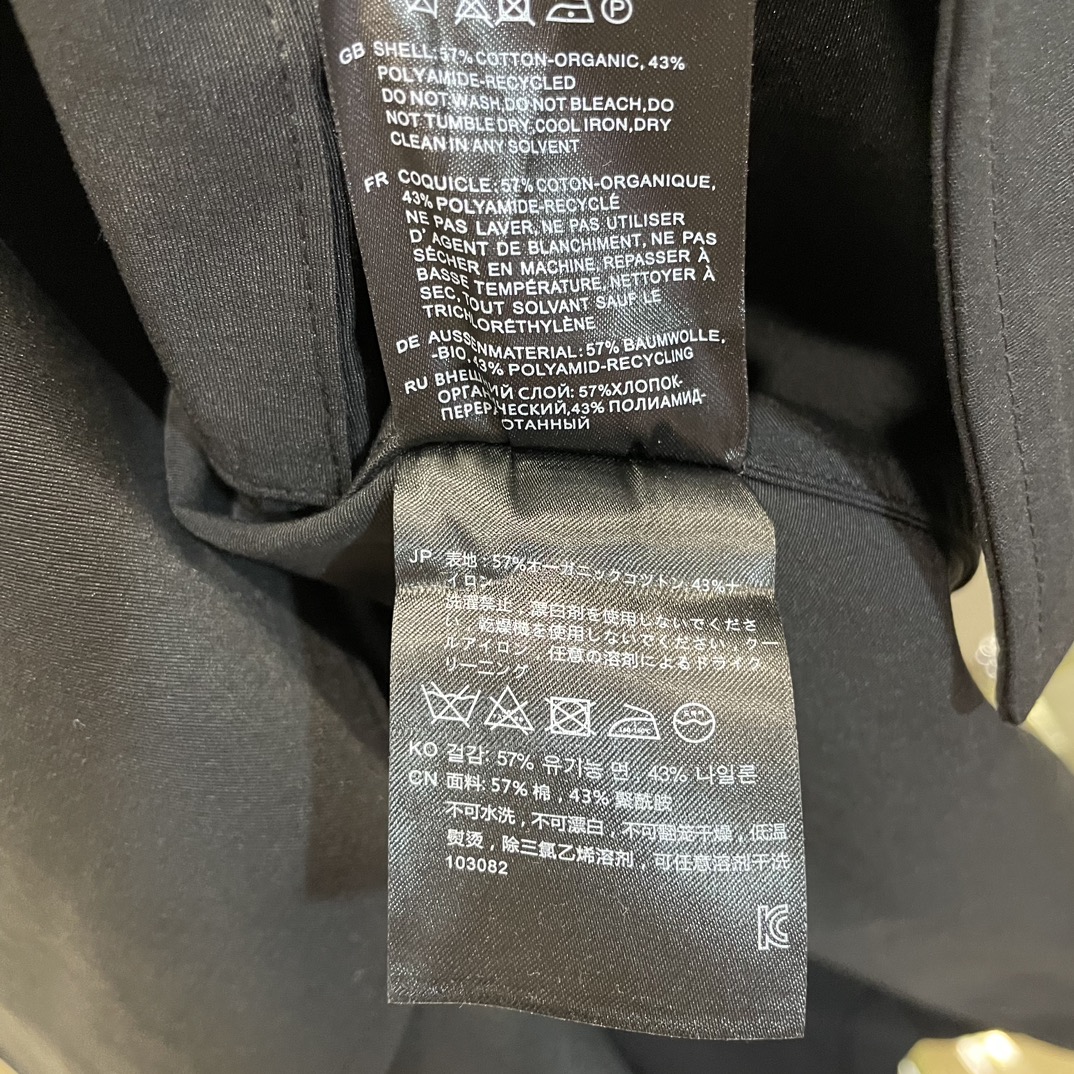 P
GB SHELL:57% COTTON-ORGANIC, 43%
POLYAMIDE-RECYCLED
DO NOT WASH,DO NOT BLEACH,DO
NOT TUMBLE DRY,COOL IRON,DRY
CLEAN IN ANY SOLVENT
FR COQUICLE: 57% COTON-ORGANIQUE,
43% POLYAMIDE-RECYCLÉ
NE PAS LAVER, NE PAS UTILISER
D'AGENT DE BLANCHIMENT, NE PAS
SÉCHER EN MACHINE, REPASSER À
BASSE TEMPÉRATURE, NETTOYER À
SEC, TOUT SOLVANT SAUF LE
TRICHLORÉTHYLÈNE
DE AUSSENMATERIAL: 57% BAUMWOLLE,
-BIO, 43% POLYAMID-RECYCLING
RU ВНЕШ
ОРГАНИЙ СЛОЙ: 57%ХЛОПОК-
ПЕРЕРЧЕСКИЙ,43% ПОЛИАМИД-
ОТАННЫЙ
JP 表地:57%オーガニックコットン,43%ナ
イロン
洗濯禁止、漂白剤を使用しないでくださ
い、乾燥機を使用しないでください、クー
ルアイロン、任意の溶剤によるドライク
リーニング
KO 겉감: 57% 유기능 면, 43% 나일론
CN 面料: 57% 棉，43% 聚酰胺
不可水洗，不可漂白，不可翻笼干燥，低温
熨烫，除三氯乙烯溶剂，可任意溶剂干洗
103082